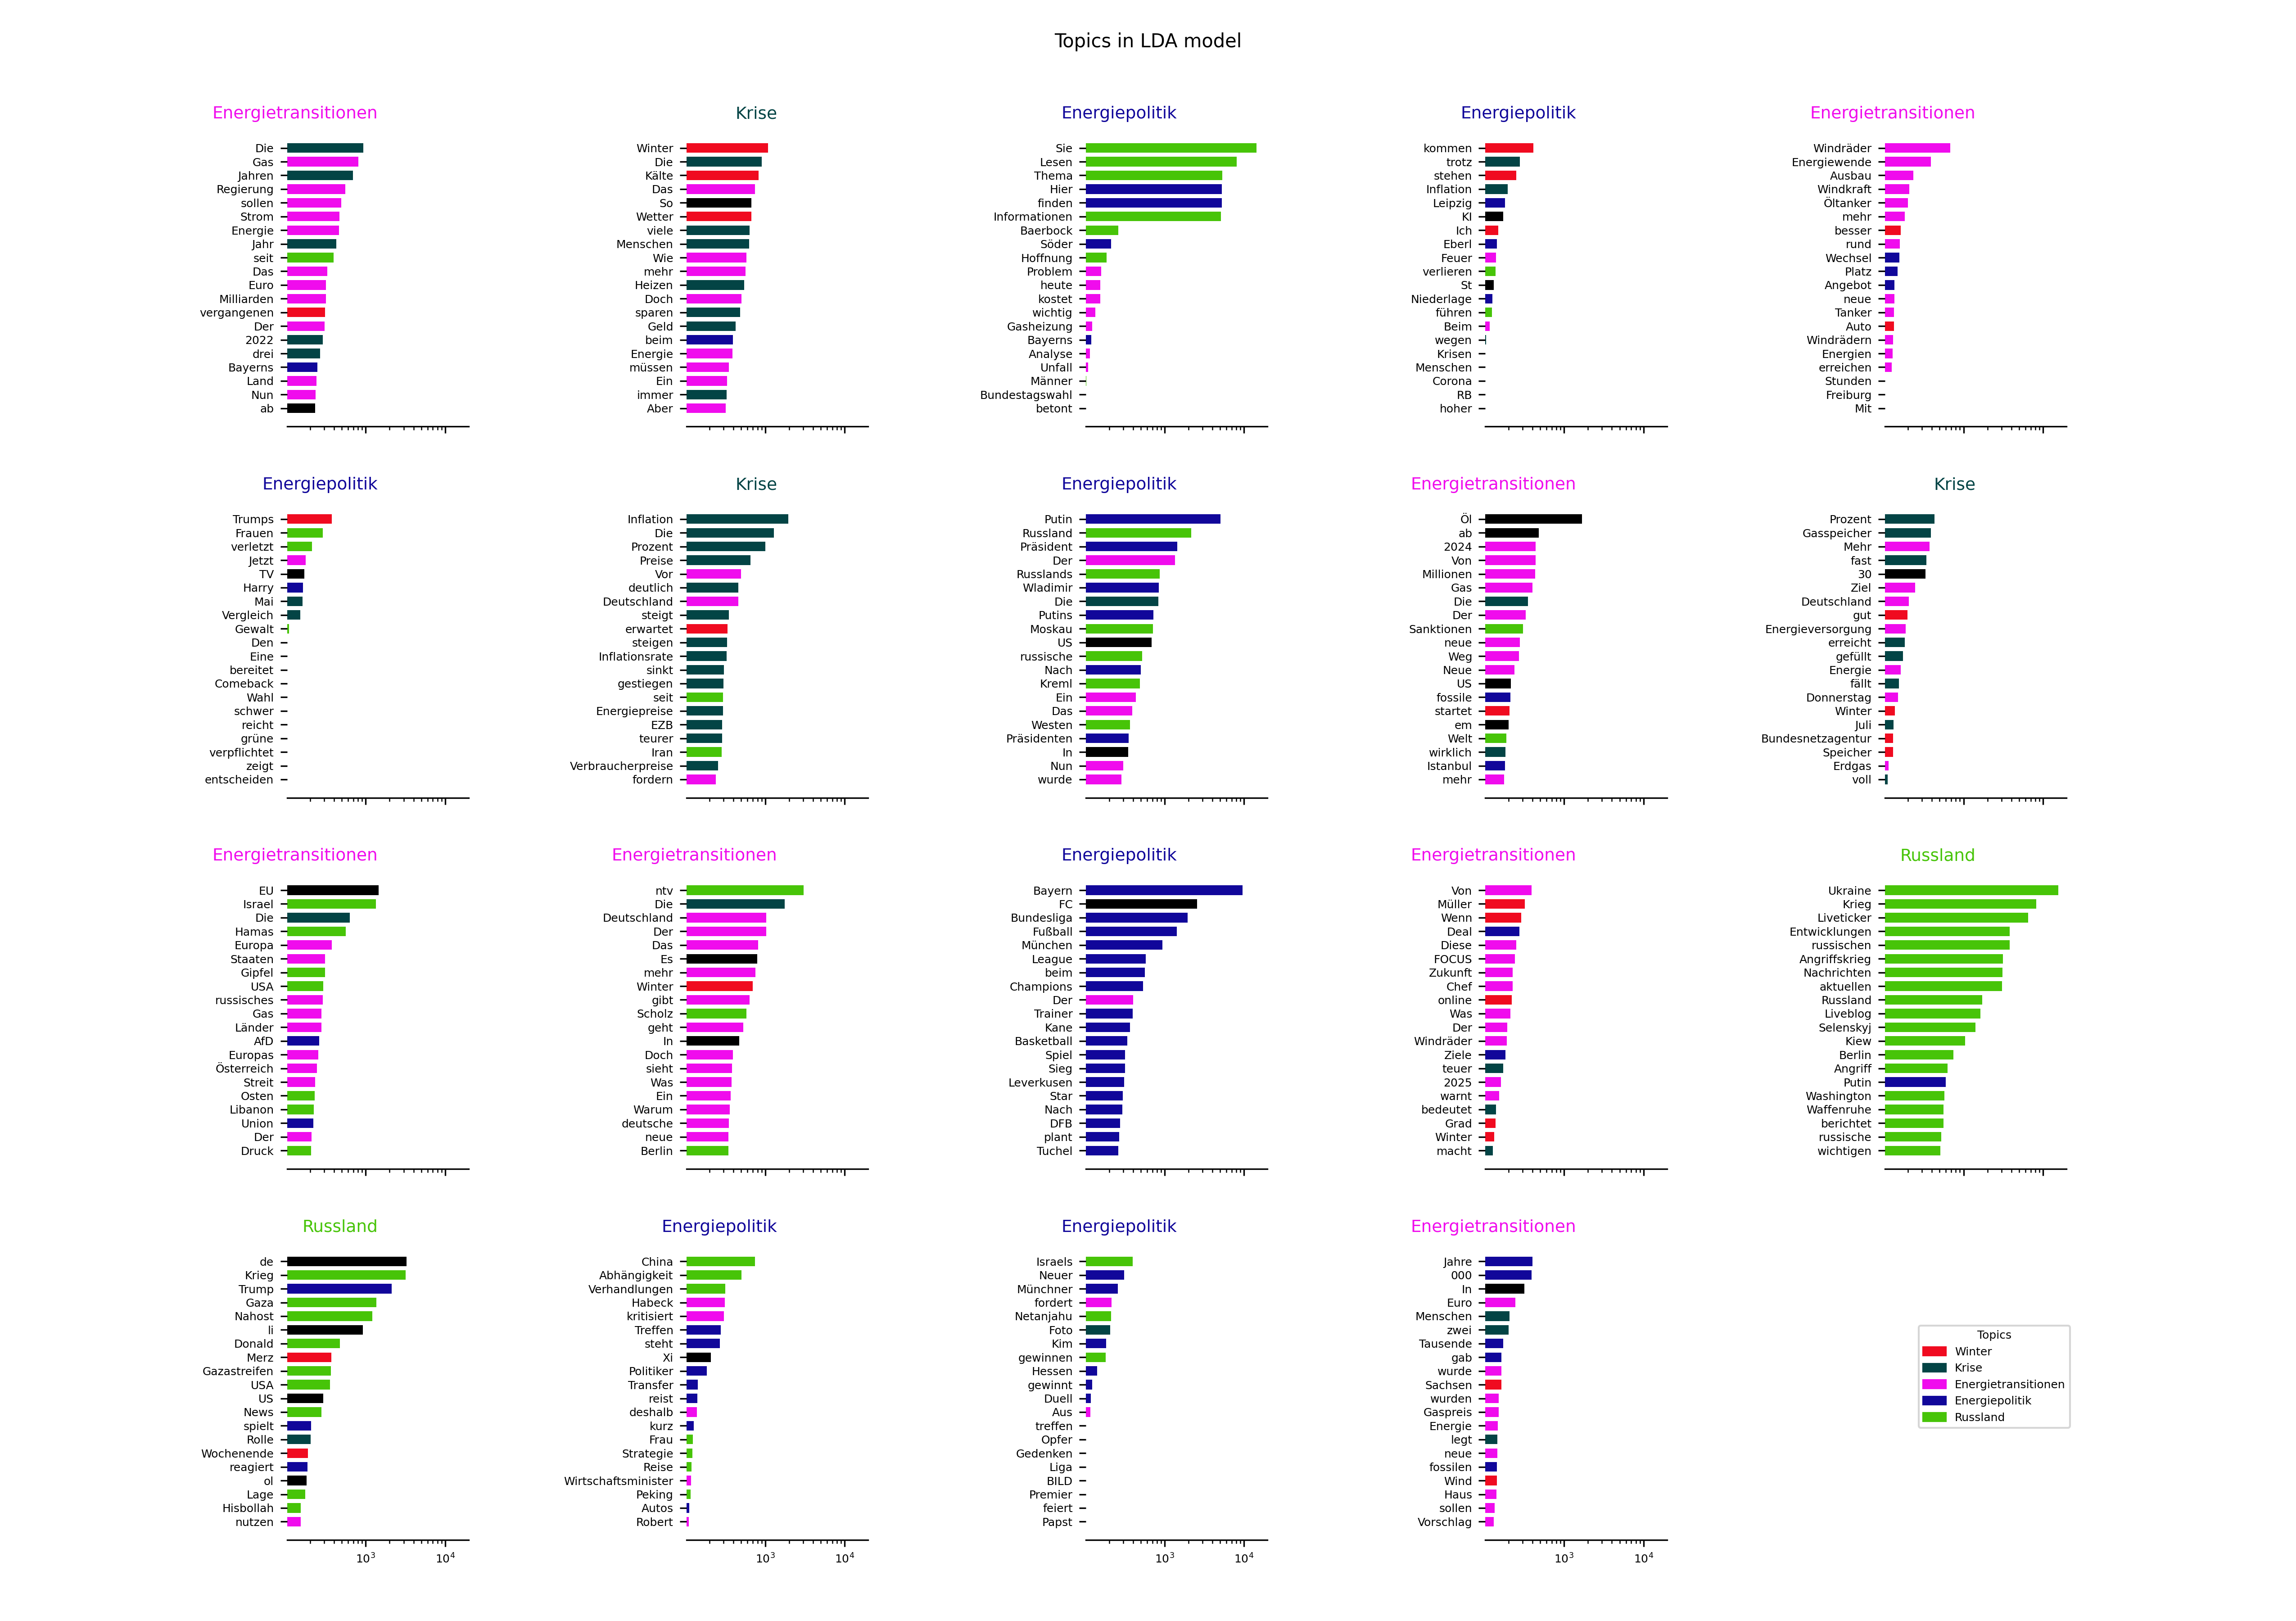 Topics in LDA model
Energietransitionen
Die
Gas
Jahren
Regierung
sollen
Strom
Energie
Jahr
seit
Das
Euro
Milliarden
vergangenen
Der
2022
drei
Bayerns
Land
Nun
ab
Krise
Winter
Die
Kälte
Das
So
Wetter
viele
Menschen
Wie
mehr
Heizen
Doch
sparen
Geld
beim
Energie
müssen
Ein
immer
Aber
Energiepolitik
Sie
Lesen
Thema
Hier
finden
Informationen
Baerbock
Söder
Hoffnung
Problem
heute
kostet
wichtig
Gasheizung
Bayerns
Analyse
Unfall
Männer
Bundestagswahl
betont
Energiepolitik
kommen
trotz
stehen
Inflation
Leipzig
KI
Ich
Eberl
Feuer
verlieren
St
Niederlage
führen
Beim
wegen
Krisen
Menschen
Corona
RB
hoher
Energietransitionen
Windräder
Energiewende
Ausbau
Windkraft
Öltanker
mehr
besser
rund
Wechsel
Platz
Angebot
neue
Tanker
Auto
Windrädern
Energien
erreichen
Stunden
Freiburg
Mit
Energiepolitik
Trumps
Frauen
verletzt
Jetzt
TV
Harry
Mai
Vergleich
Gewalt
Den
Eine
bereitet
Comeback
Wahl
schwer
reicht
grüne
verpflichtet
zeigt
entscheiden
Krise
Inflation
Die
Prozent
Preise
Vor
deutlich
Deutschland
steigt
erwartet
steigen
Inflationsrate
sinkt
gestiegen
seit
Energiepreise
EZB
teurer
Iran
Verbraucherpreise
fordern
Energiepolitik
Putin
Russland
Präsident
Der
Russlands
Wladimir
Die
Putins
Moskau
US
russische
Nach
Kreml
Ein
Das
Westen
Präsidenten
In
Nun
wurde
Energietransitionen
Öl
ab
2024
Von
Millionen
Gas
Die
Der
Sanktionen
neue
Weg
Neue
US
fossile
startet
em
Welt
wirklich
Istanbul
mehr
Krise
Prozent
Gasspeicher
Mehr
fast
30
Ziel
Deutschland
gut
Energieversorgung
erreicht
gefüllt
Energie
fällt
Donnerstag
Winter
Juli
Bundesnetzagentur
Speicher
Erdgas
voll
Energietransitionen
EU
Israel
Die
Hamas
Europa
Staaten
Gipfel
USA
russisches
Gas
Länder
AfD
Europas
Österreich
Streit
Osten
Libanon
Union
Der
Druck
Energietransitionen
ntv
Die
Deutschland
Der
Das
Es
mehr
Winter
gibt
Scholz
geht
In
Doch
sieht
Was
Ein
Warum
deutsche
neue
Berlin
Energiepolitik
Bayern
FC
Bundesliga
Fußball
München
League
beim
Champions
Der
Trainer
Kane
Basketball
Spiel
Sieg
Leverkusen
Star
Nach
DFB
plant
Tuchel
Energietransitionen
Von
Müller
Wenn
Deal
Diese
FOCUS
Zukunft
Chef
online
Was
Der
Windräder
Ziele
teuer
2025
warnt
bedeutet
Grad
Winter
macht
Russland
Ukraine
Krieg
Liveticker
Entwicklungen
russischen
Angriffskrieg
Nachrichten
aktuellen
Russland
Liveblog
Selenskyj
Kiew
Berlin
Angriff
Putin
Washington
Waffenruhe
berichtet
russische
wichtigen
Russland
de
Krieg
Trump
Gaza
Nahost
li
Donald
Merz
Gazastreifen
USA
US
News
spielt
Rolle
Wochenende
reagiert
ol
Lage
Hisbollah
nutzen
10³
10⁴
Energiepolitik
China
Abhängigkeit
Verhandlungen
Habeck
kritisiert
Treffen
steht
Xi
Politiker
Transfer
reist
deshalb
kurz
Frau
Strategie
Reise
Wirtschaftsminister
Peking
Autos
Robert
10³
10⁴
Energiepolitik
Israels
Neuer
Münchner
fordert
Netanjahu
Foto
Kim
gewinnen
Hessen
gewinnt
Duell
Aus
treffen
Opfer
Gedenken
Liga
BILD
Premier
feiert
Papst
10³
10⁴
Energietransitionen
Jahre
000
In
Euro
Menschen
zwei
Tausende
gab
wurde
Sachsen
wurden
Gaspreis
Energie
legt
neue
fossilen
Wind
Haus
sollen
Vorschlag
10³
10⁴
Topics
Winter
Krise
Energietransitionen
Energiepolitik
Russland